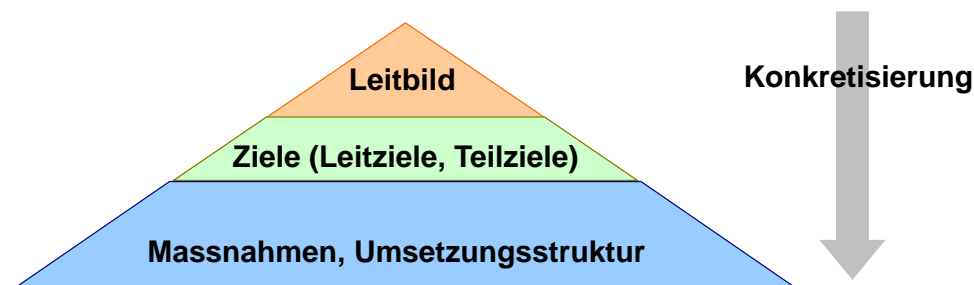 Leitbild
Konkretisierung
Ziele (Leitziele, Teilziele)
Massnahmen, Umsetzungsstruktur